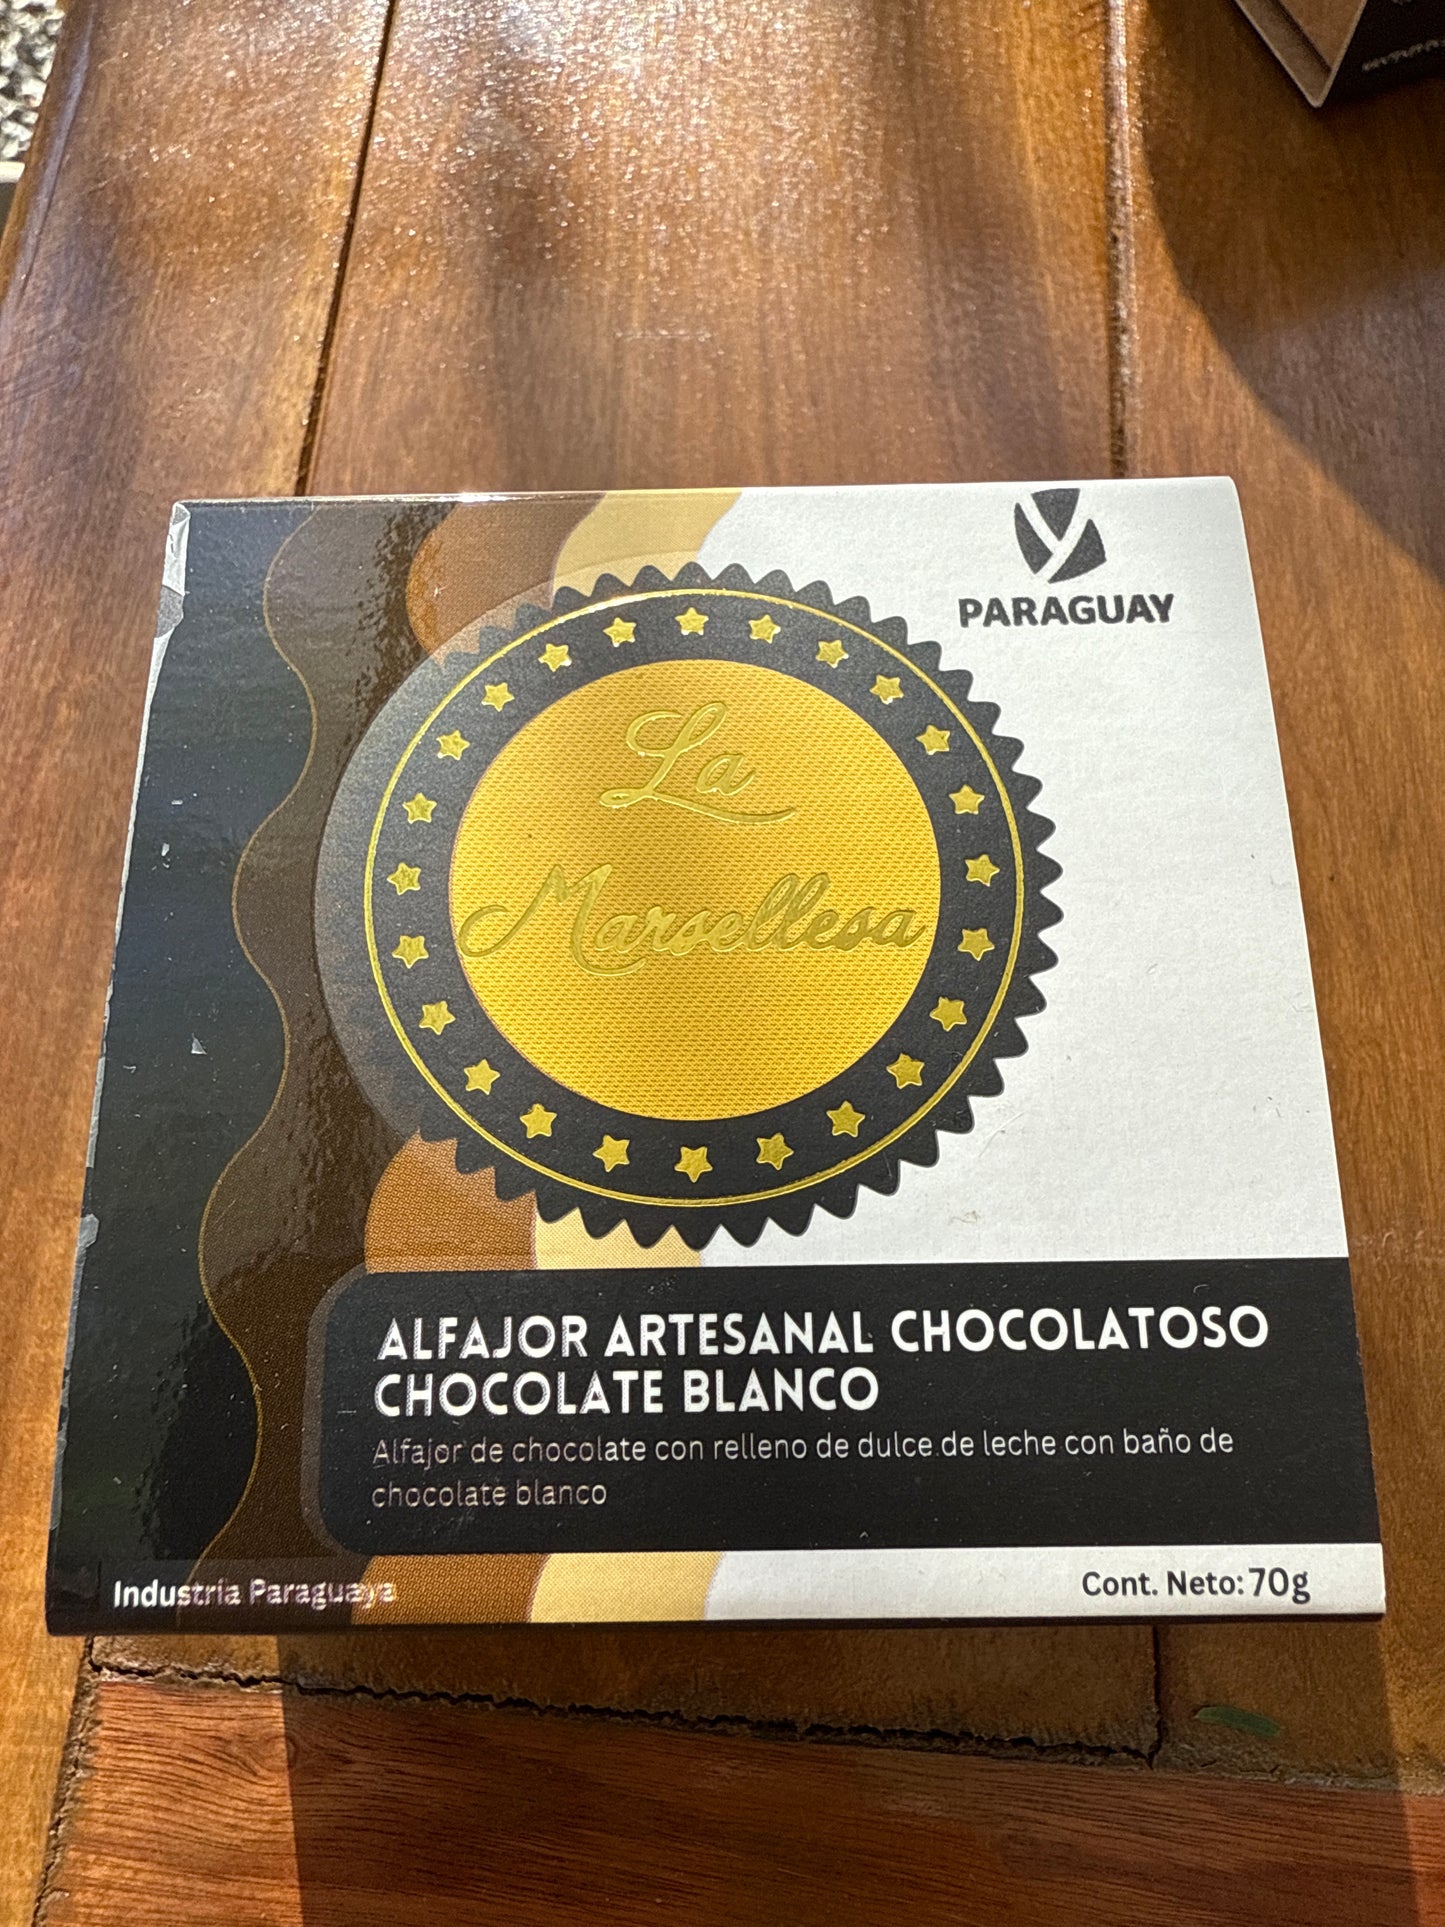 PARAGUAY
La
Marsellesa
ALFAJOR ARTESANAL CHOCOLATOSO
CHOCOLATE BLANCO
Alfajor de chocolate con relleno de dulce de leche con baño de
chocolate blanco
Industria Paraguaya
Cont. Neto: 70g